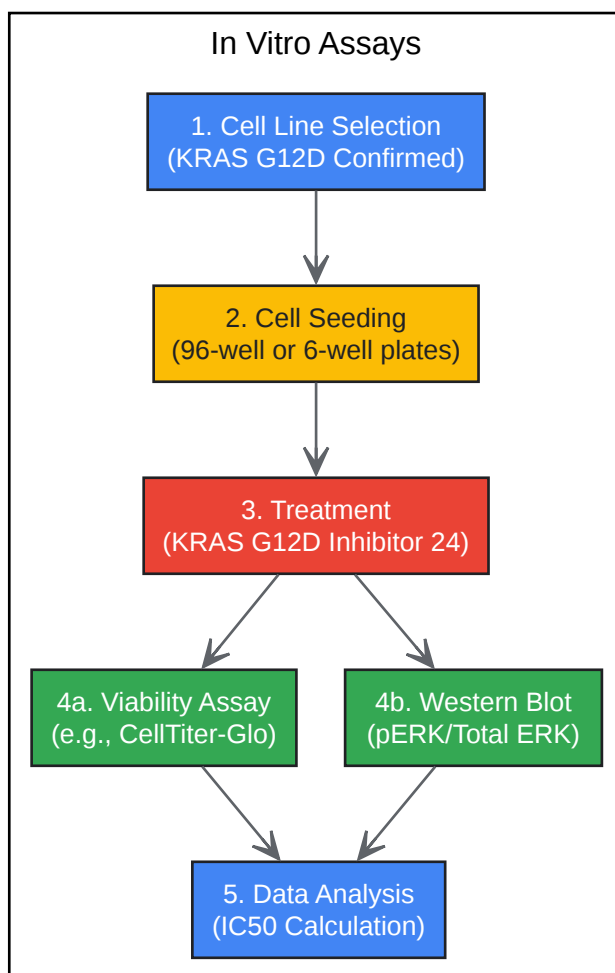 In Vitro Assays
1. Cell Line Selection
(KRAS G12D Confirmed)
2. Cell Seeding
(96-well or 6-well plates)
3. Treatment
(KRAS G12D Inhibitor 24)
4a. Viability Assay
(e.g., CellTiter-Glo)
4b. Western Blot
(pERK/Total ERK)
5. Data Analysis
(IC50 Calculation)